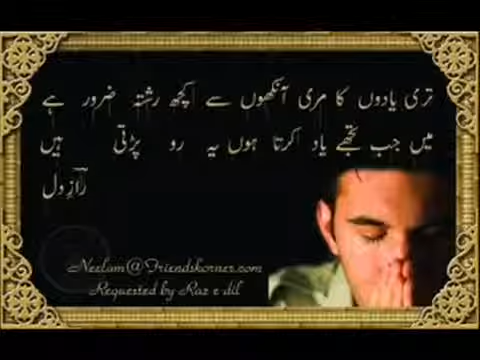 تری یادوں کا مری آنکھوں سے کچھ رشتہ ضرور ہے
میں جب تجھے یاد کرتا ہوں یہ رو پڑتی ہیں
رازِدل
Neelam@Friendskorner.com
Requested by Raz e dil